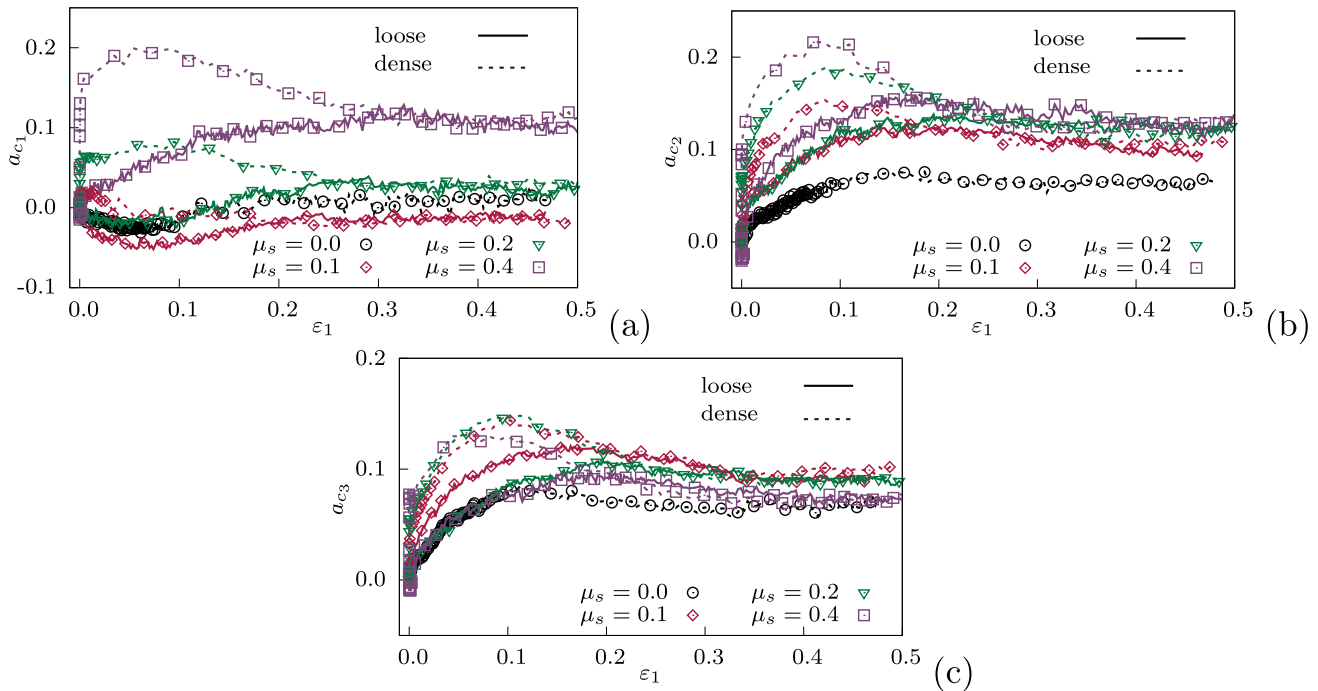 0.2
0.1
0.0
-0.1
a_{c_1}
loose
dense
μ_s = 0.0
μ_s = 0.2
μ_s = 0.1
μ_s = 0.4
0.0 0.1 0.2 0.3 0.4 0.5
ε_1
(a)
0.2
0.1
0.0
a_{c_2}
loose
dense
μ_s = 0.0
μ_s = 0.2
μ_s = 0.1
μ_s = 0.4
0.0 0.1 0.2 0.3 0.4 0.5
ε_1
(b)
0.2
0.1
0.0
a_{c_3}
loose
dense
μ_s = 0.0
μ_s = 0.2
μ_s = 0.1
μ_s = 0.4
0.0 0.1 0.2 0.3 0.4 0.5
ε_1
(c)